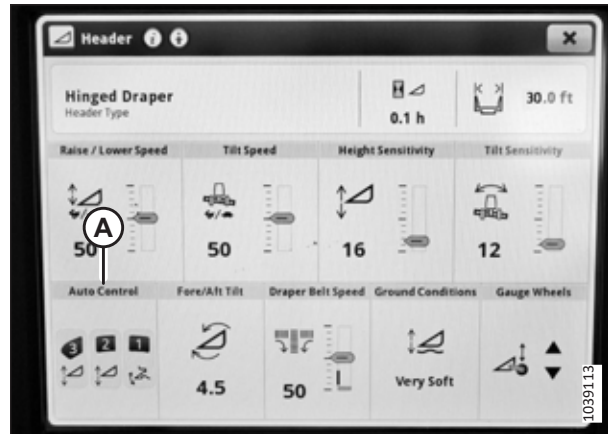 Header
Hinged Draper
Header Type
0.1 h
30.0 ft
Raise / Lower Speed
Tilt Speed
Height Sensitivity
Tilt Sensitivity
A
50
50
16
12
Auto Control
Fore/Aft Tilt
Draper Belt Speed
Ground Conditions
Gauge Wheels
3 2 1
4.5
50
Very Soft
1039113